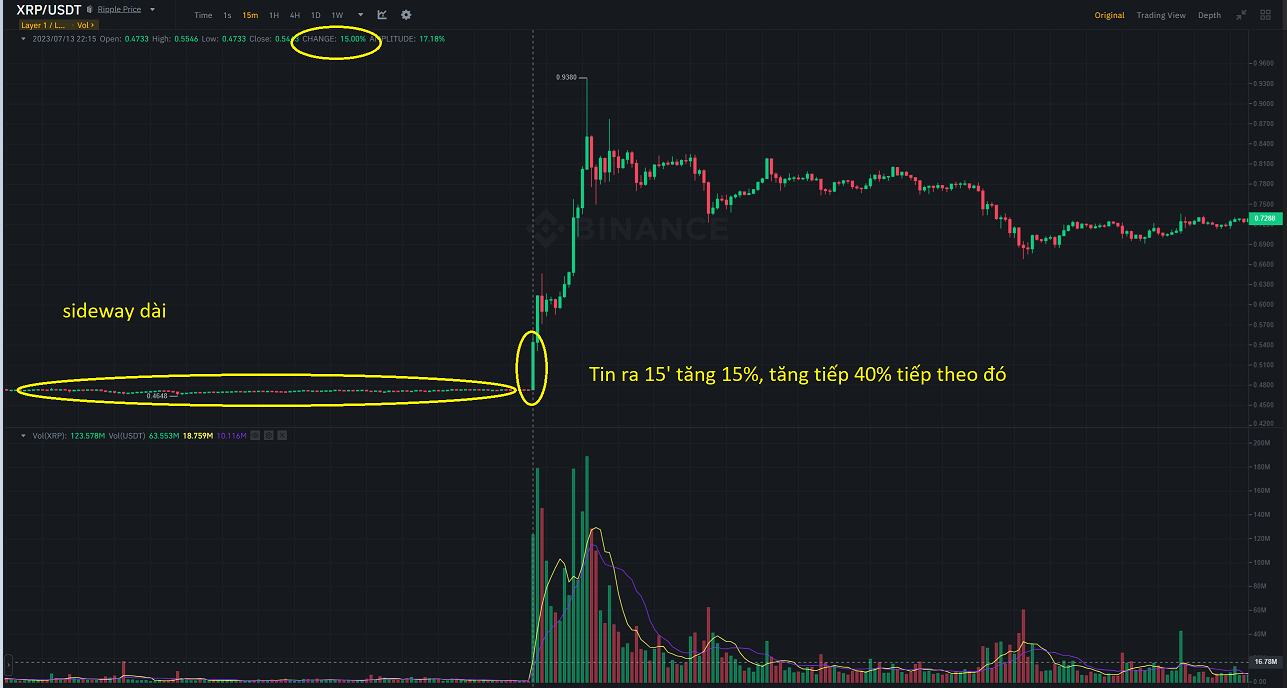 XRP/USDT Ripple Price
Layer 1 / L... Vol >
Time 1s 15m 1H 4H 1D 1W
Original Trading View Depth
2023/07/13 22:15 Open: 0.4733 High: 0.5546 Low: 0.4733 Close: CHANGE: 15.00% PLITUDE: 17.18%
0.9600
0.9380
0.9300
0.9000
0.8700
0.8400
0.8100
0.7800
0.7500
0.7288
BINANCE
0.6900
0.6600
0.6300
0.6000
0.5700
0.5400
0.5100
0.4800
0.4500
0.4200
sideway dài
Tin ra 15' tăng 15%, tăng tiếp 40% tiếp theo đó
0.4648
Vol(XRP): 123.578M Vol(USDT) 63.553M 18.759M 10.116M
200M
180M
160M
140M
120M
100M
80M
60M
40M
16.78M
0.00